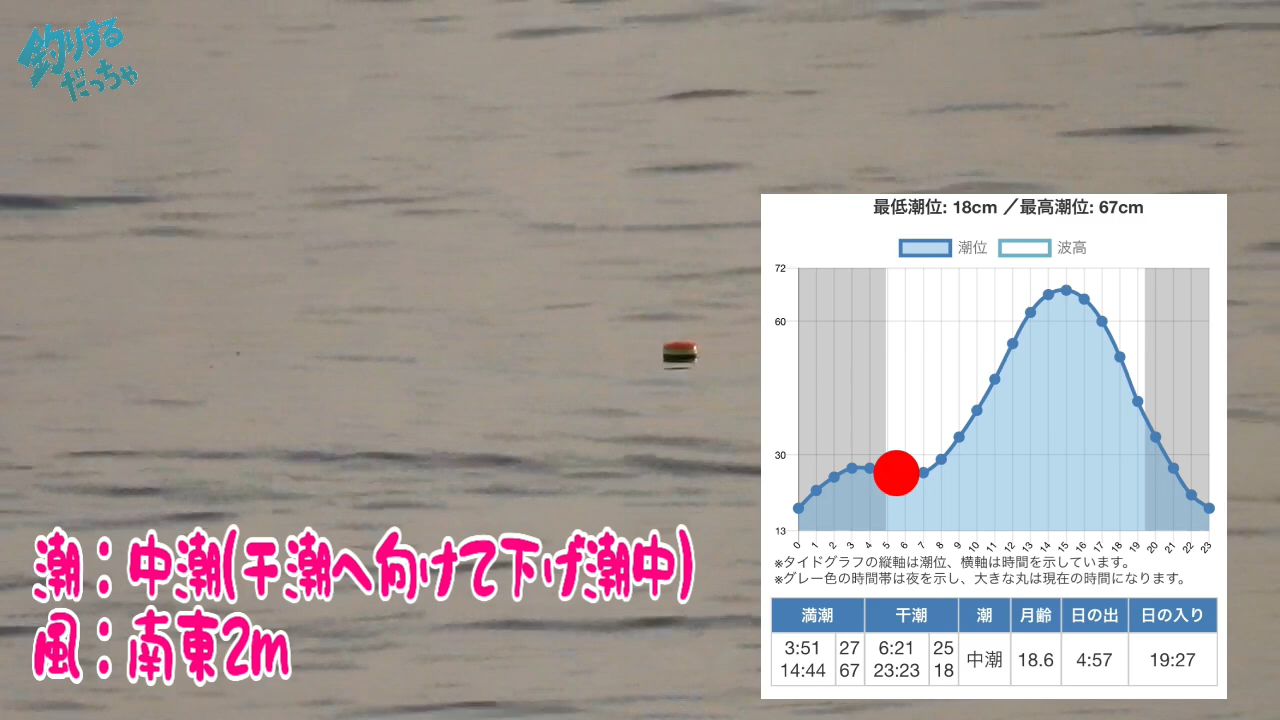 釣りする
だっちゃ
最低潮位: 18cm ／最高潮位: 67cm
潮位 波高
72
60
30
13
0 1 2 3 4 5 6 7 8 9 10 11 12 13 14 15 16 17 18 19 20 21 22 23
※タイドグラフの縦軸は潮位、横軸は時間を示しています。
※グレー色の時間帯は夜を示し、大きな丸は現在の時間になります。
満潮 干潮 潮 月齢 日の出 日の入り
3:51 27 6:21 25 中潮 18.6 4:57 19:27
14:44 67 23:23 18
潮：中潮(干潮へ向けて下げ潮中)
風：南東2m